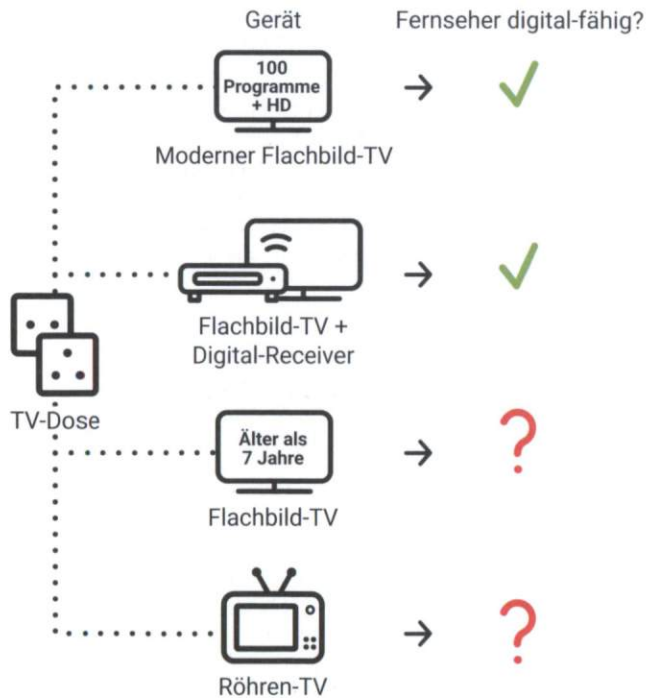 Gerät
Fernseher digital-fähig?
100
Programme
+ HD
Moderner Flachbild-TV
Flachbild-TV +
Digital-Receiver
TV-Dose
Älter als
7 Jahre
Flachbild-TV
Röhren-TV